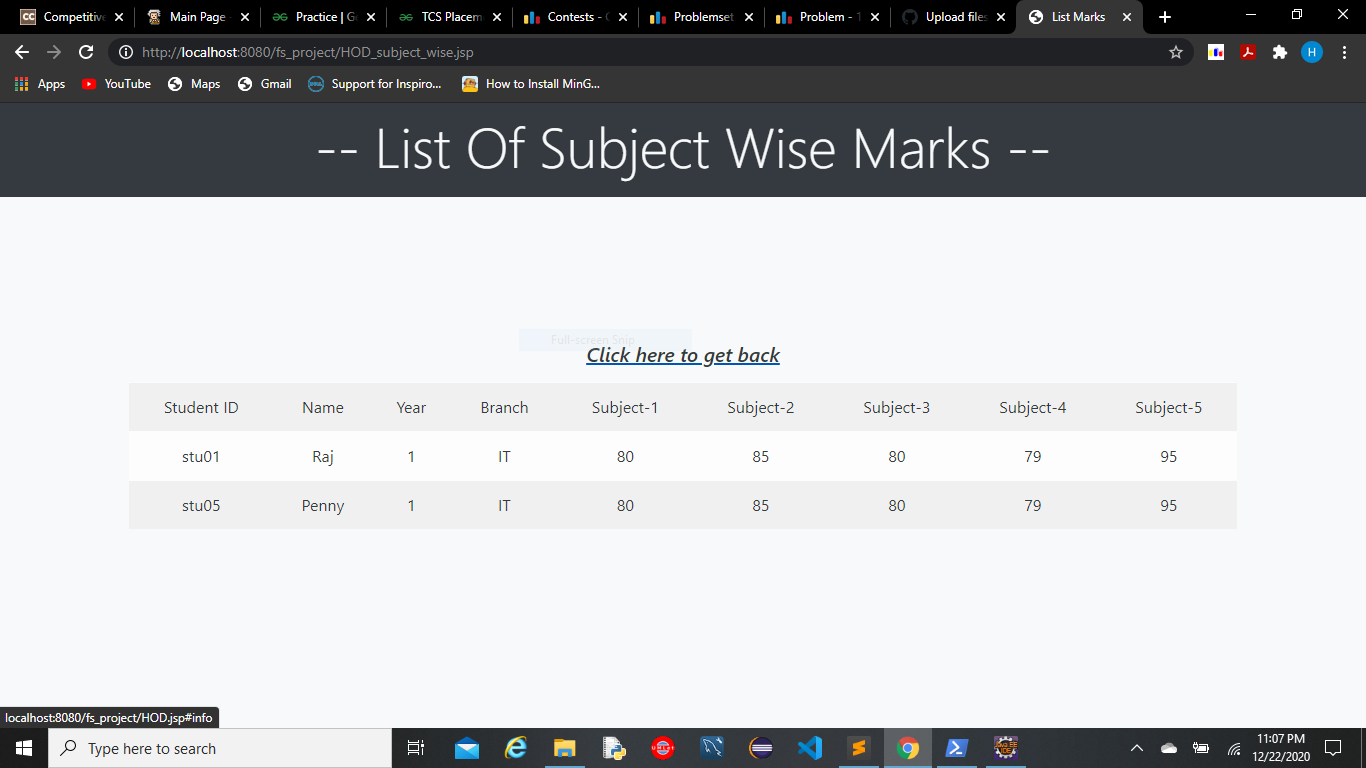 Competitive Main Page Practice | Ge TCS Placem Contests - C Problemset Problem - T Upload files List Marks
http://localhost:8080/fs_project/HOD_subject_wise.jsp H
Apps YouTube Maps Gmail Support for Inspiro... How to Install MinG...
-- List Of Subject Wise Marks --
Full-screen Snip
Click here to get back
Student ID Name Year Branch Subject-1 Subject-2 Subject-3 Subject-4 Subject-5
stu01 Raj 1 IT 80 85 80 79 95
stu05 Penny 1 IT 80 85 80 79 95
localhost:8080/fs_project/HOD.jsp#info
Type here to search
11:07 PM
12/22/2020